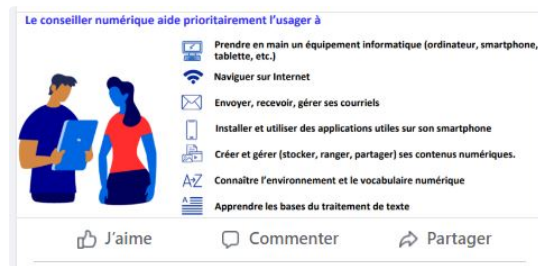 Le conseiller numérique aide prioritairement l'usager à
Prendre en main un équipement informatique (ordinateur, smartphone,
tablette, etc.)
Naviguer sur Internet
Envoyer, recevoir, gérer ses courriels
Installer et utiliser des applications utiles sur son smartphone
Créer et gérer (stocker, ranger, partager) ses contenus numériques.
A→Z Connaître l'environnement et le vocabulaire numérique
Apprendre les bases du traitement de texte
J'aime Commenter Partager